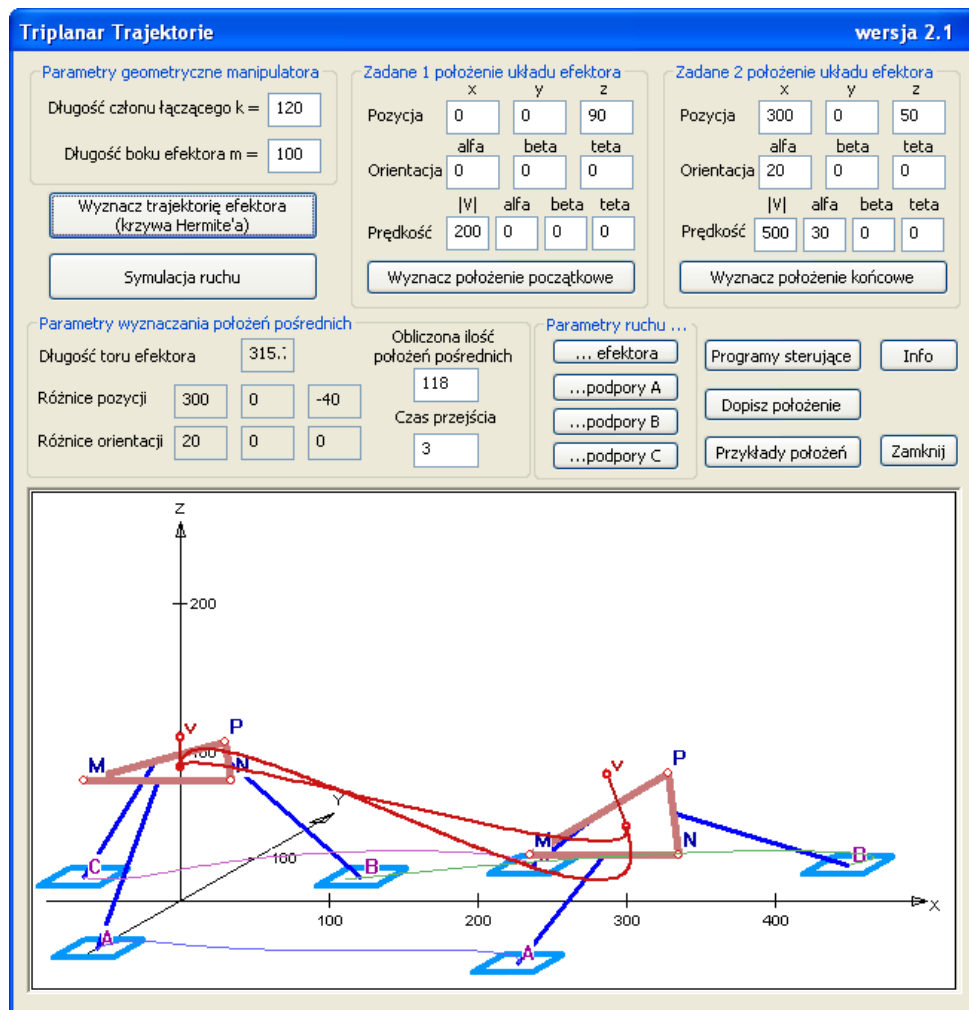 Triplanar Trajektorie wersja 2.1
Parametry geometryczne manipulatora
Długość członu łączącego k = 120
Długość boku efektora m = 100
Wyznacz trajektorię efektora
(krzywa Hermite'a)
Symulacja ruchu
Zadane 1 położenie układu efektora
x y z
Pozycja 0 0 90
alfa beta teta
Orientacja 0 0 0
|V| alfa beta teta
Prędkość 200 0 0 0
Wyznacz położenie początkowe
Zadane 2 położenie układu efektora
x y z
Pozycja 300 0 50
alfa beta teta
Orientacja 20 0 0
|V| alfa beta teta
Prędkość 500 30 0 0
Wyznacz położenie końcowe
Parametry wyznaczania położeń pośrednich
Długość toru efektora 315.
Różnice pozycji 300 0 -40
Różnice orientacji 20 0 0
Obliczona ilość
położeń pośrednich
118
Czas przejścia
3
Parametry ruchu ...
... efektora
...podpory A
...podpory B
...podpory C
Programy sterujące
Info
Dopisz położenie
Przykłady położeń
Zamknij
Z
200
V
P
M
100
N
V
P
Y
M
N
C
100
B
B
X
100 200 300 400
A
A